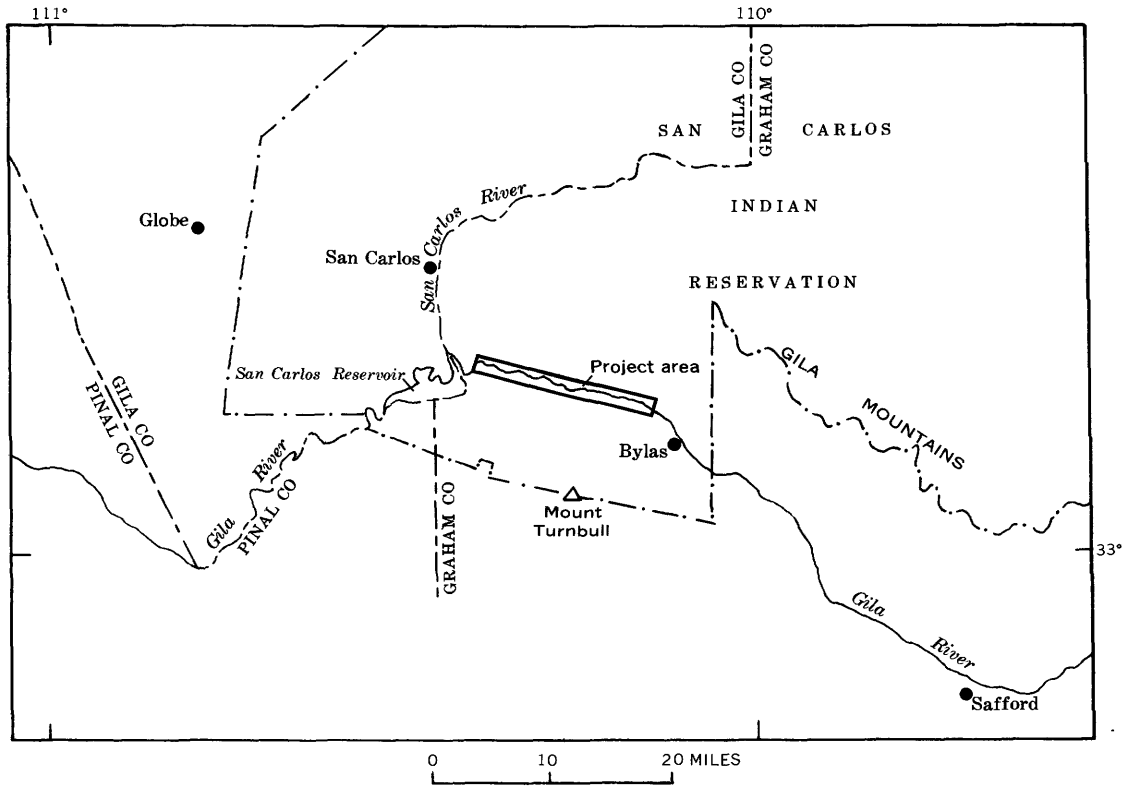 111°
110°
GILA CO
GRAHAM CO
SAN CARLOS
San Carlos River
INDIAN
Globe
San Carlos
RESERVATION
San Carlos Reservoir
Project area
GILA MOUNTAINS
GILA CO
PINAL CO
Bylas
Gila River
PINAL CO
GRAHAM CO
Mount
Turnbull
33°
Gila River
Safford
0 10 20 MILES